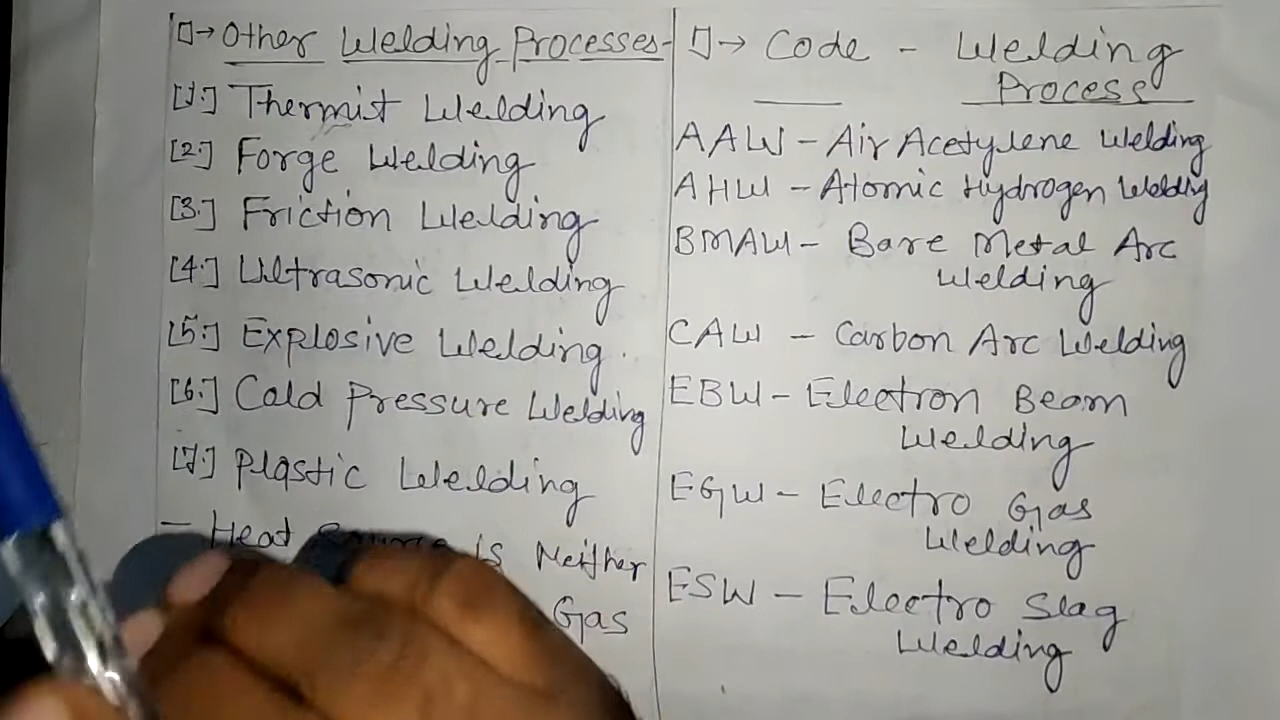 □→ Other Welding Processes-
[1.] Thermist Welding
[2.] Forge Welding
[3.] Friction Welding
[4.] Ultrasonic Welding
[5.] Explosive Welding.
[6.] Cold Pressure Welding
[7.] Plastic Welding
- Heat is Neither
Gas
□→ Code - Welding
Process
AAW - Air Acetylene Welding
AHW - Atomic Hydrogen Welding
BMAW - Bare Metal Arc
Welding
CAW - Carbon Arc Welding
EBW - Electron Beam
Welding
EGW - Electro Gas
Welding
ESW - Electro Slag
Welding